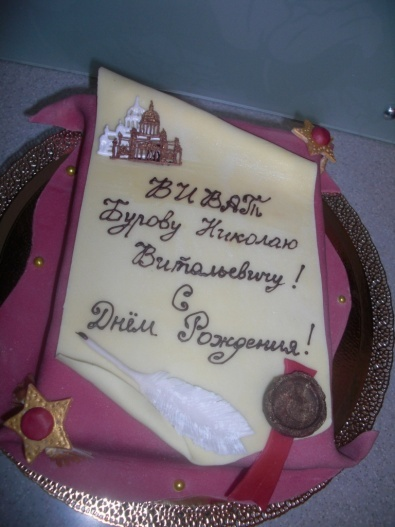 ВИВАТ
Бурову Николаю
Витальевичу!
С
Днём Рождения!